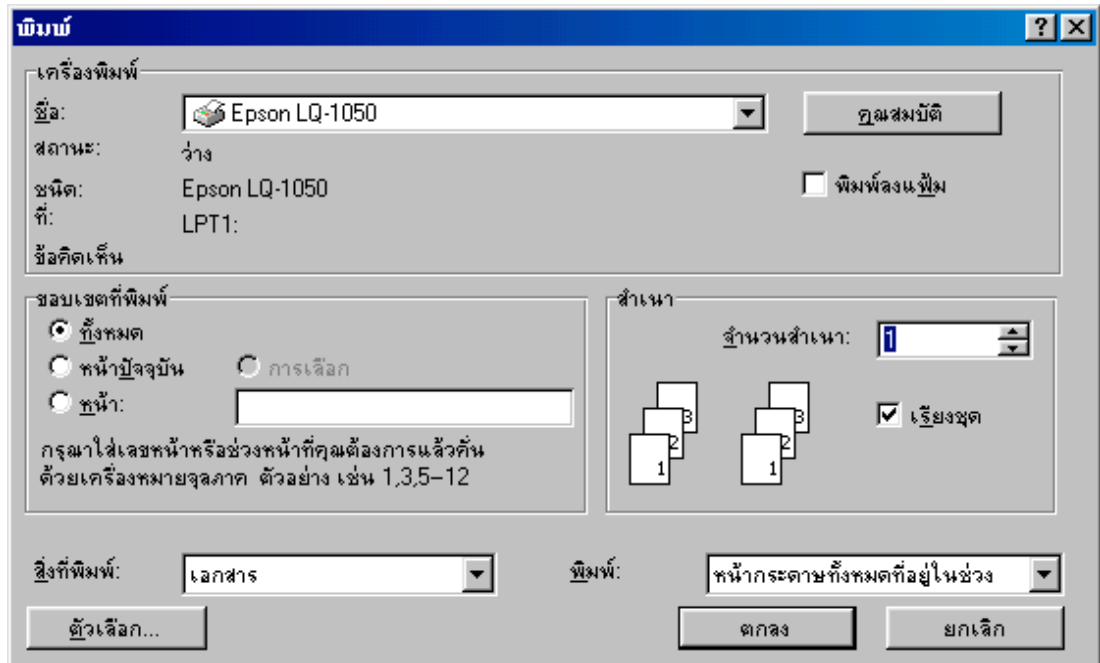 พิมพ์
เครื่องพิมพ์
ชื่อ: Epson LQ-1050 คุณสมบัติ
สถานะ: ว่าง
ชนิด: Epson LQ-1050 พิมพ์ลงแฟ้ม
ที่: LPT1:
ข้อคิดเห็น
ขอบเขตที่พิมพ์
ทั้งหมด
หน้าปัจจุบัน การเลือก
หน้า:
กรุณาใส่เลขหน้าหรือช่วงหน้าที่คุณต้องการแล้วคั่น
ด้วยเครื่องหมายจุลภาค ตัวอย่าง เช่น 1,3,5–12
สำเนา
จำนวนสำเนา: 1
3 3
2 2
1 1
เรียงชุด
สิ่งที่พิมพ์: เอกสาร พิมพ์: หน้ากระดาษทั้งหมดที่อยู่ในช่วง
ตัวเลือก... ตกลง ยกเลิก